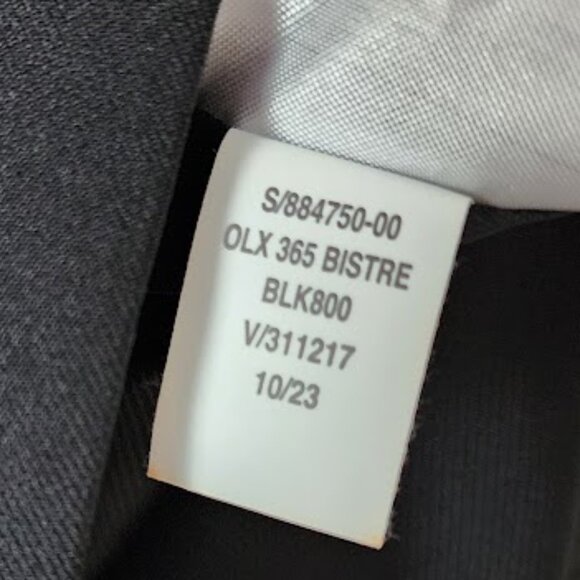 S/884750-00
OLX 365 BISTRE
BLK800
V/311217
10/23